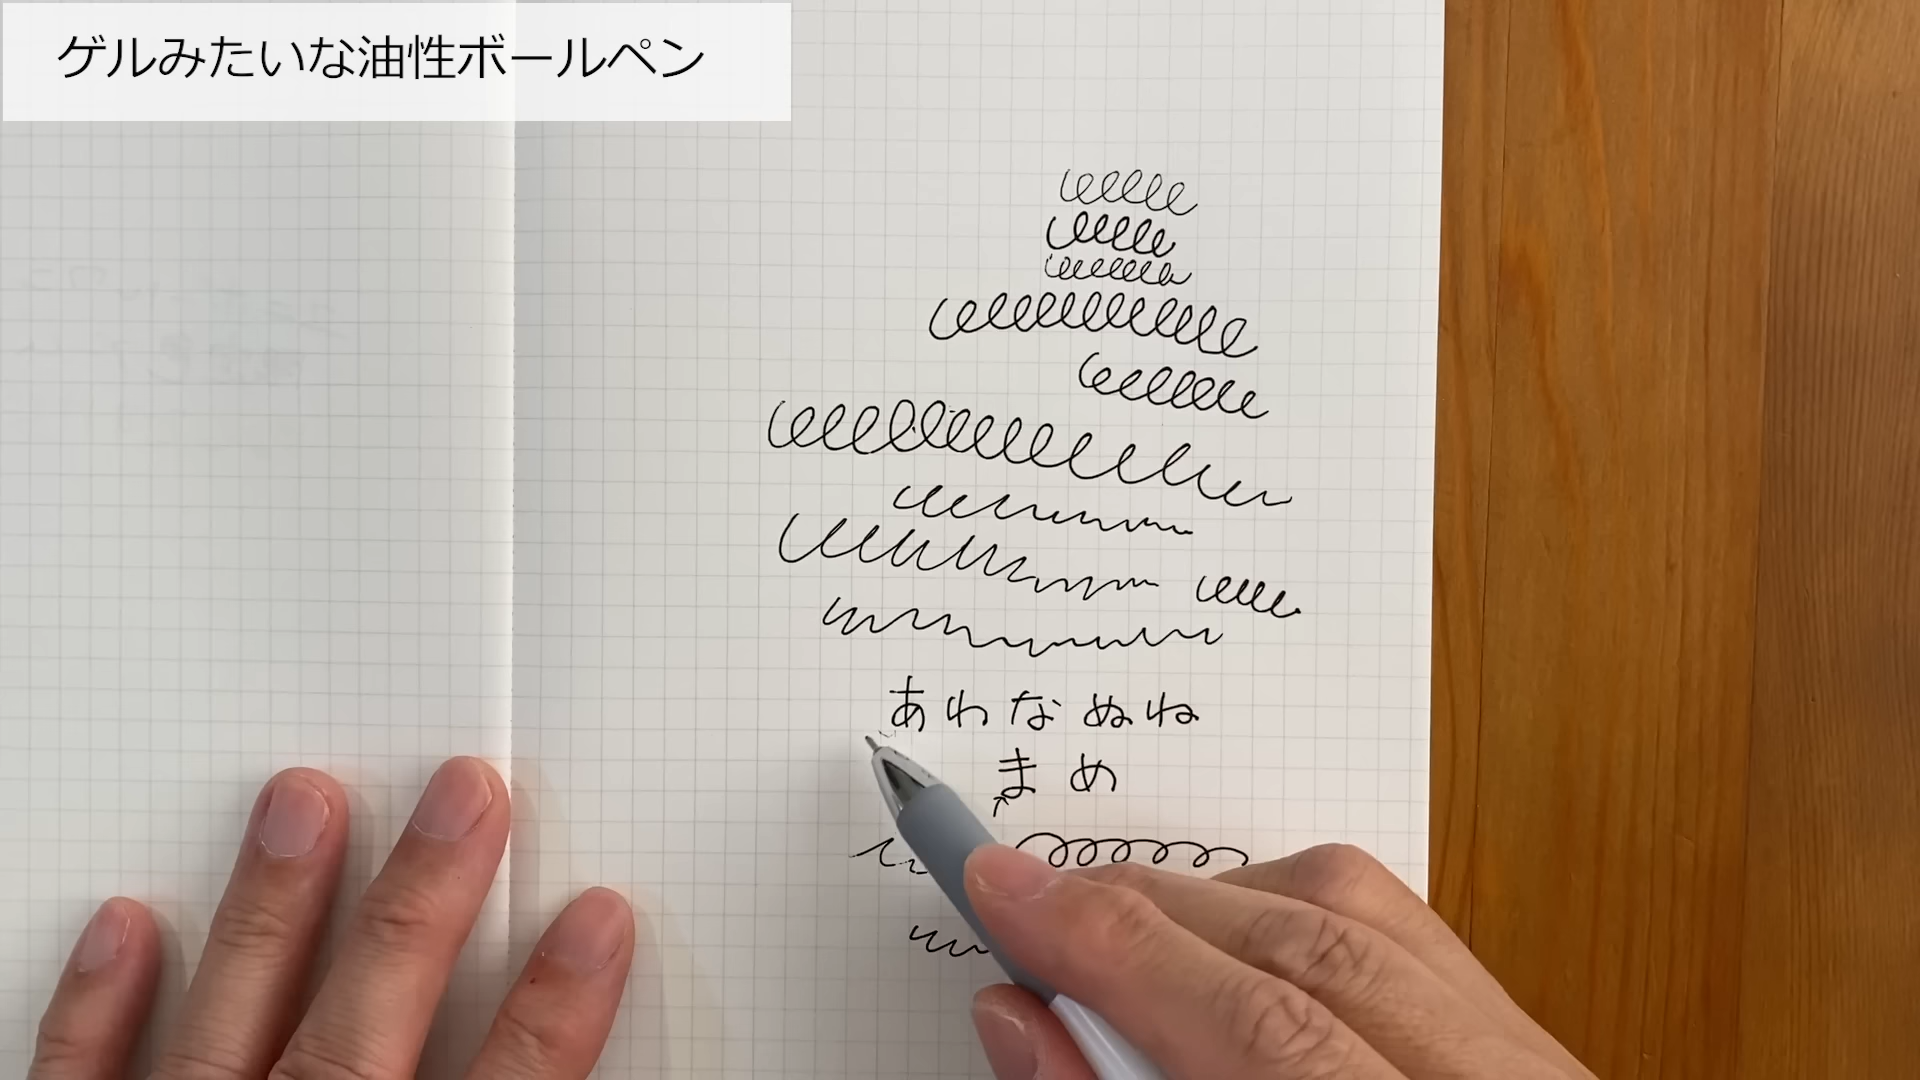 ゲルみたいな油性ボールペン
あわなぬね
まめ